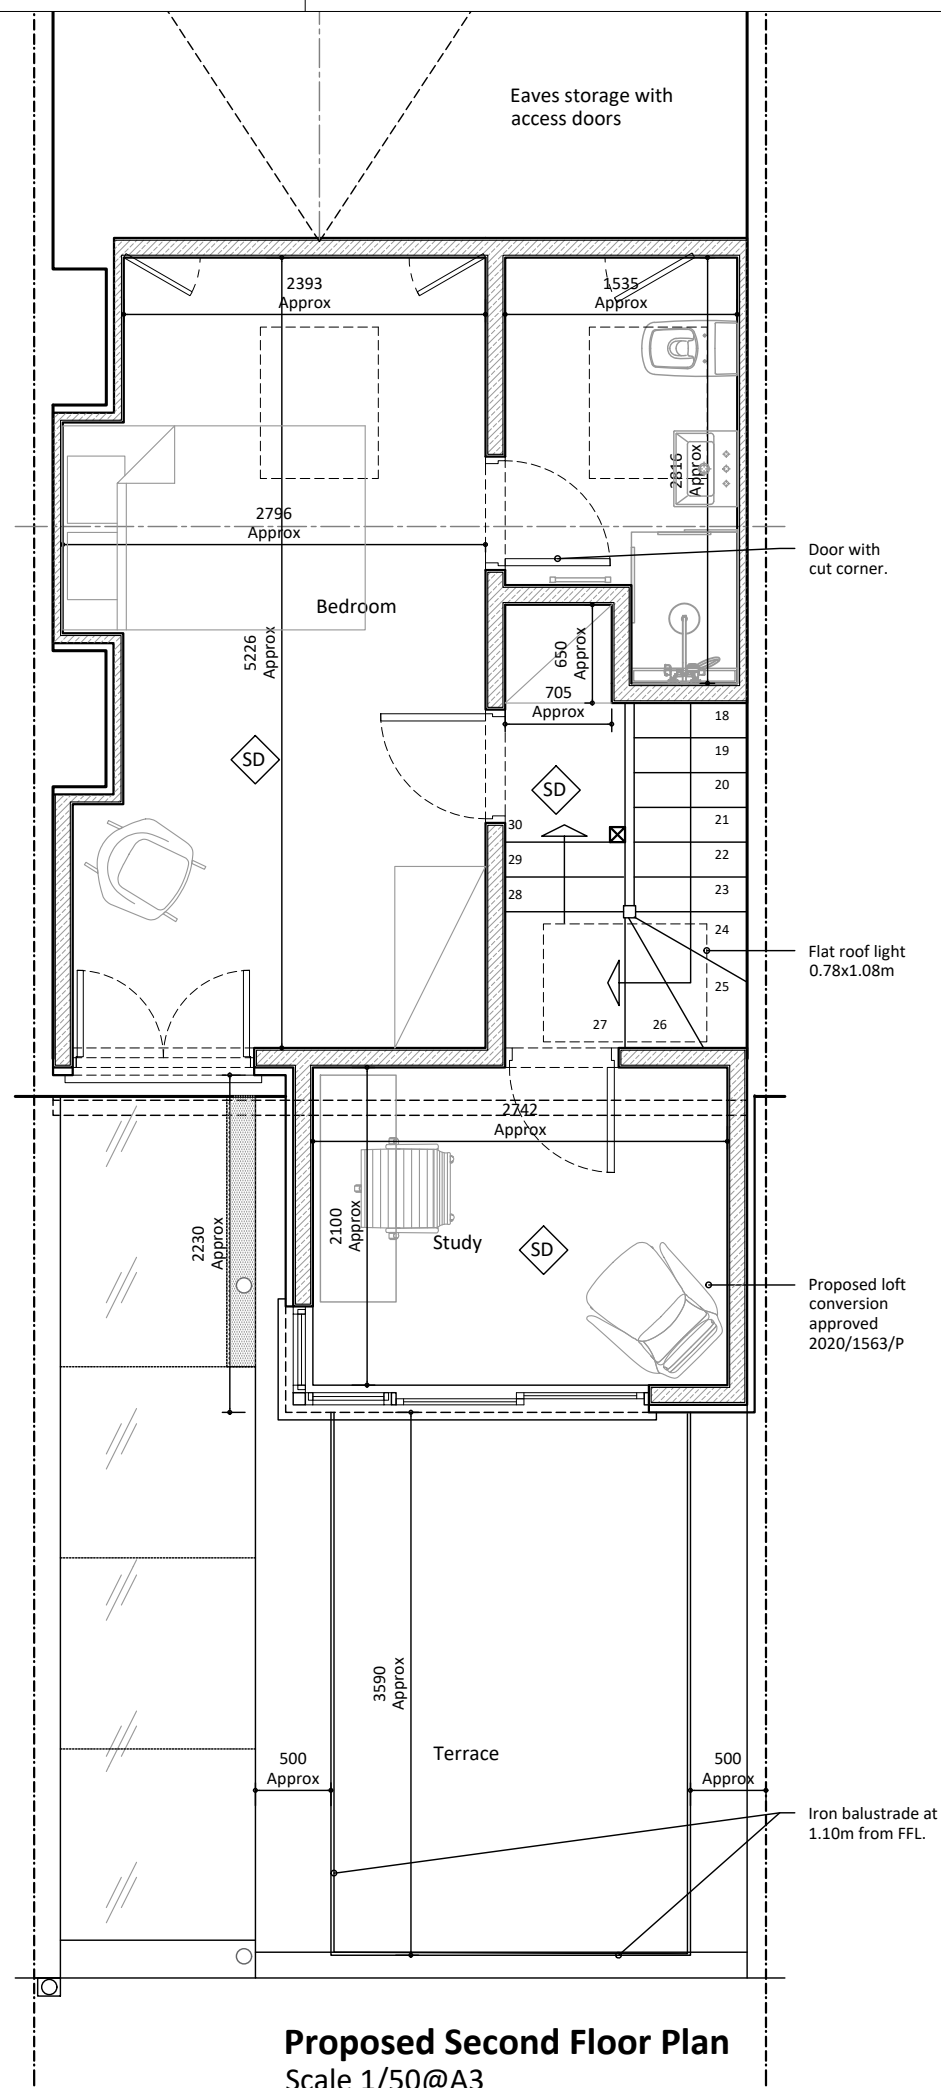 Eaves storage with
access doors
2393
Approx
1535
Approx
2816
Approx
2796
Approx
Door with
cut corner.
Bedroom
5226
Approx
650
Approx
705
Approx
18
19
20
21
22
23
24
25
26
27
28
29
30
SD
SD
Flat roof light
0.78x1.08m
2742
Approx
2100
Approx
2230
Approx
Study
SD
Proposed loft
conversion
approved
2020/1563/P
3590
Approx
Terrace
500
Approx
500
Approx
Iron balustrade at
1.10m from FFL.
Proposed Second Floor Plan
Scale 1/50@A3